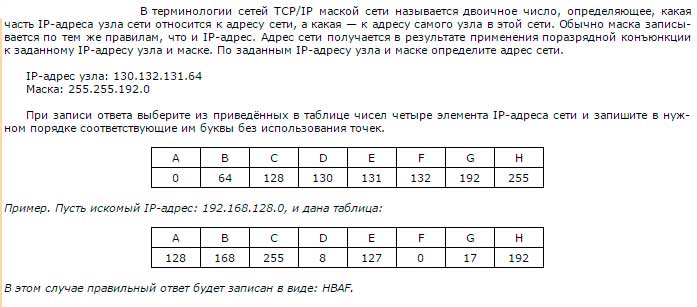 В терминологии сетей TCP/IP маской сети называется двоичное число, определяющее, какая
часть IP-адреса узла сети относится к адресу сети, а какая — к адресу самого узла в этой сети. Обычно маска записы-
вается по тем же правилам, что и IP-адрес. Адрес сети получается в результате применения поразрядной конъюнкции
к заданному IP-адресу узла и маске. По заданным IP-адресу узла и маске определите адрес сети.
IP-адрес узла: 130.132.131.64
Маска: 255.255.192.0
При записи ответа выберите из приведённых в таблице чисел четыре элемента IP-адреса сети и запишите в нуж-
ном порядке соответствующие им буквы без использования точек.
A B C D E F G H
0 64 128 130 131 132 192 255
Пример. Пусть искомый IP-адрес: 192.168.128.0, и дана таблица:
A B C D E F G H
128 168 255 8 127 0 17 192
В этом случае правильный ответ будет записан в виде: HBAF.